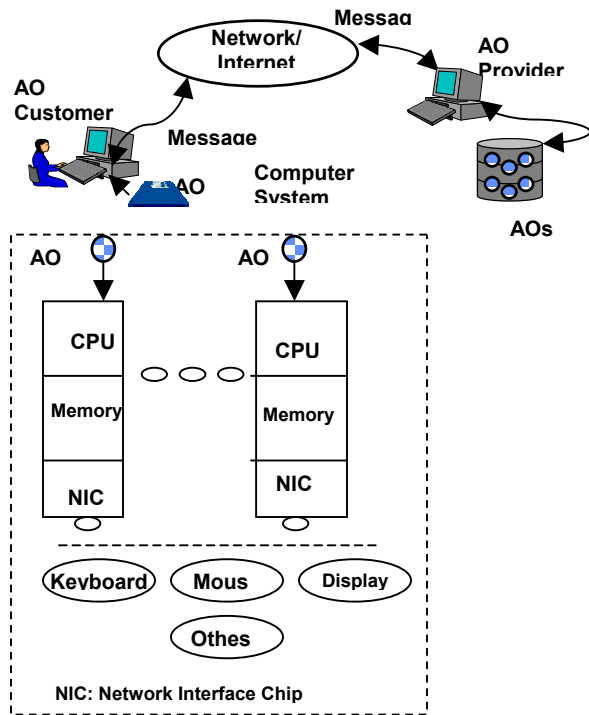 Messag
Network/
Internet
AO
Provider
AO
Customer
Message
AO
Computer
System
AOs
AO
AO
CPU
CPU
Memory
Memory
NIC
NIC
Keyboard
Mous
Display
Othes
NIC: Network Interface Chip